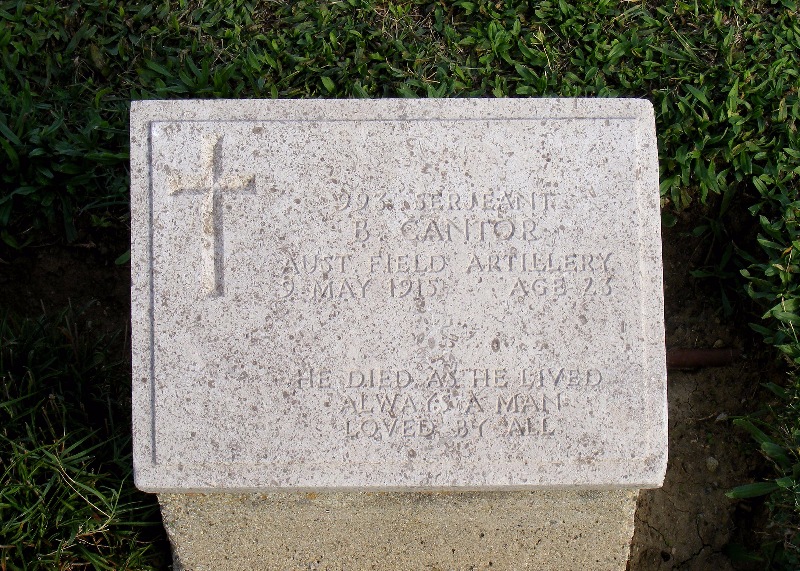 993 SERJEANT
B. CANTOR
AUST. FIELD ARTILLERY
9 MAY 1915 AGE 23
HE DIED AS HE LIVED
ALWAYS A MAN
LOVED BY ALL